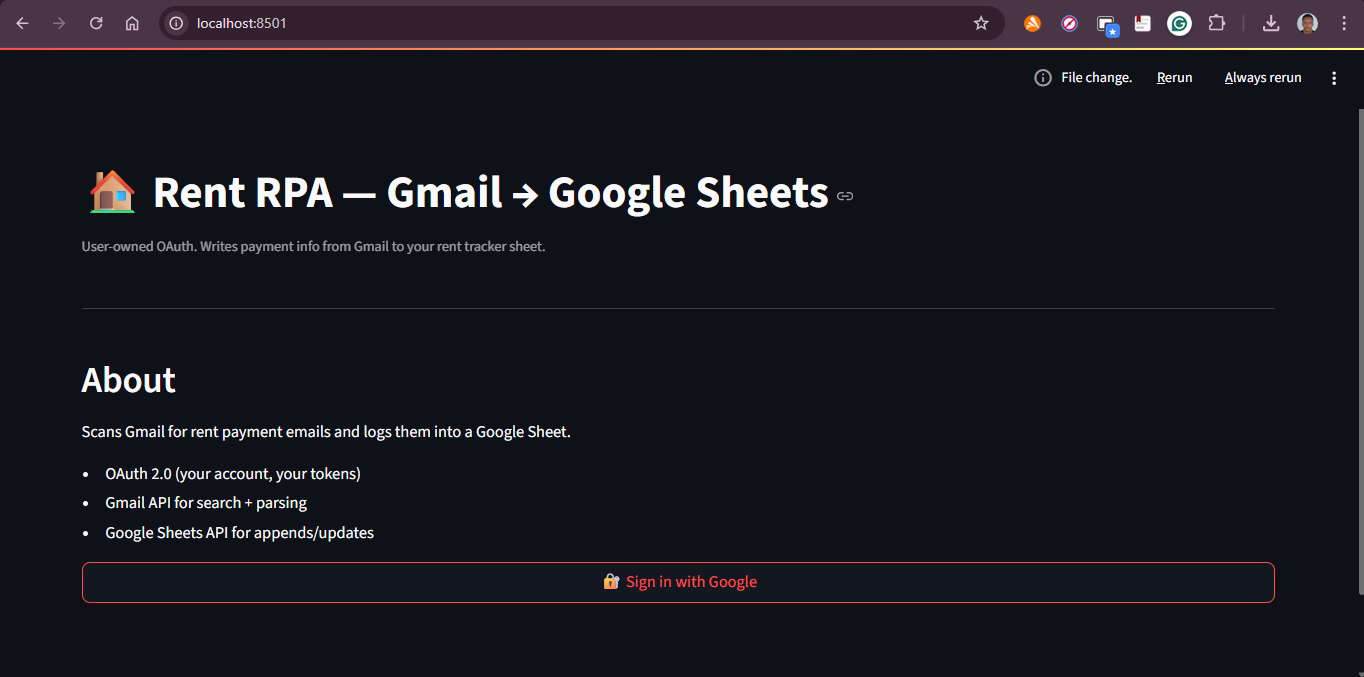 localhost:8501
File change. Rerun Always rerun
Rent RPA — Gmail → Google Sheets
User-owned OAuth. Writes payment info from Gmail to your rent tracker sheet.
About
Scans Gmail for rent payment emails and logs them into a Google Sheet.
• OAuth 2.0 (your account, your tokens)
• Gmail API for search + parsing
• Google Sheets API for appends/updates
Sign in with Google